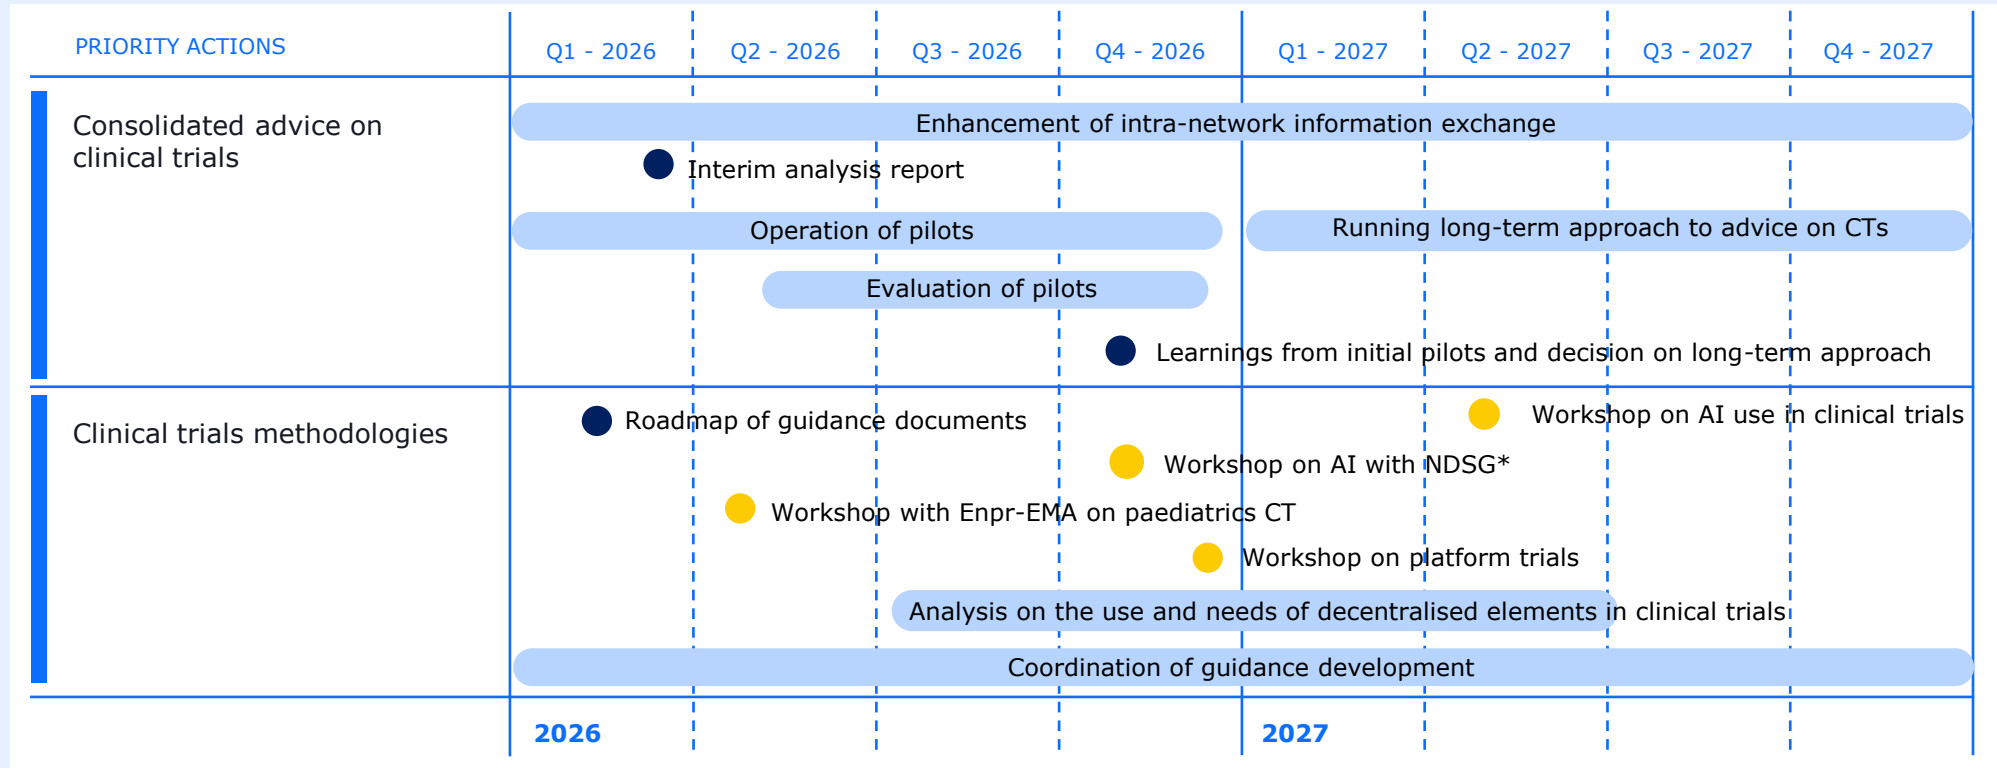 PRIORITY ACTIONS
Q1 - 2026
Q2 - 2026
Q3 - 2026
Q4 - 2026
Q1 - 2027
Q2 - 2027
Q3 - 2027
Q4 - 2027
Consolidated advice on
clinical trials
Enhancement of intra-network information exchange
Interim analysis report
Operation of pilots
Running long-term approach to advice on CTs
Evaluation of pilots
Learnings from initial pilots and decision on long-term approach
Clinical trials methodologies
Roadmap of guidance documents
Workshop on AI use in clinical trials
Workshop on AI with NDSG*
Workshop with Enpr-EMA on paediatrics CT
Workshop on platform trials
Analysis on the use and needs of decentralised elements in clinical trials
Coordination of guidance development
2026
2027